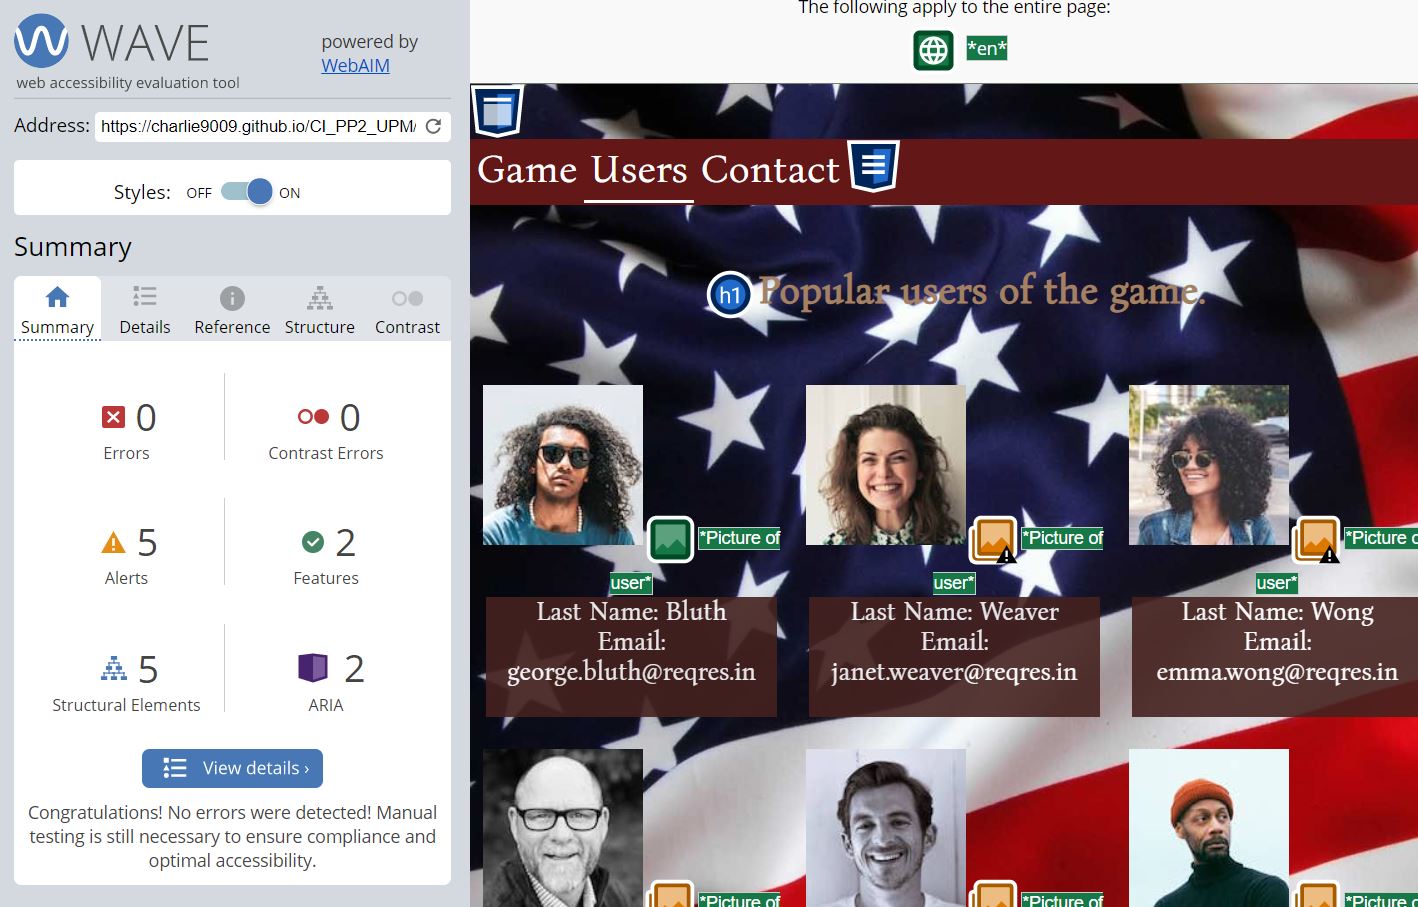 WAVE
web accessibility evaluation tool
powered by
WebAIM
Address: https://charlie9009.github.io/CI_PP2_UPM/
Styles: OFF ON
Summary
Summary Details Reference Structure Contrast
0 0
Errors Contrast Errors
5 2
Alerts Features
5 2
Structural Elements ARIA
View details ›
Congratulations! No errors were detected! Manual
testing is still necessary to ensure compliance and
optimal accessibility.
The following apply to the entire page:
*en*
Game Users Contact
h1 Popular users of the game.
*Picture of *Picture of *Picture
user* user* user*
Last Name: Bluth
Email:
george.bluth@reqres.in
Last Name: Weaver
Email:
janet.weaver@reqres.in
Last Name: Wong
Email:
emma.wong@reqres.in
*Picture of *Picture of *Picture